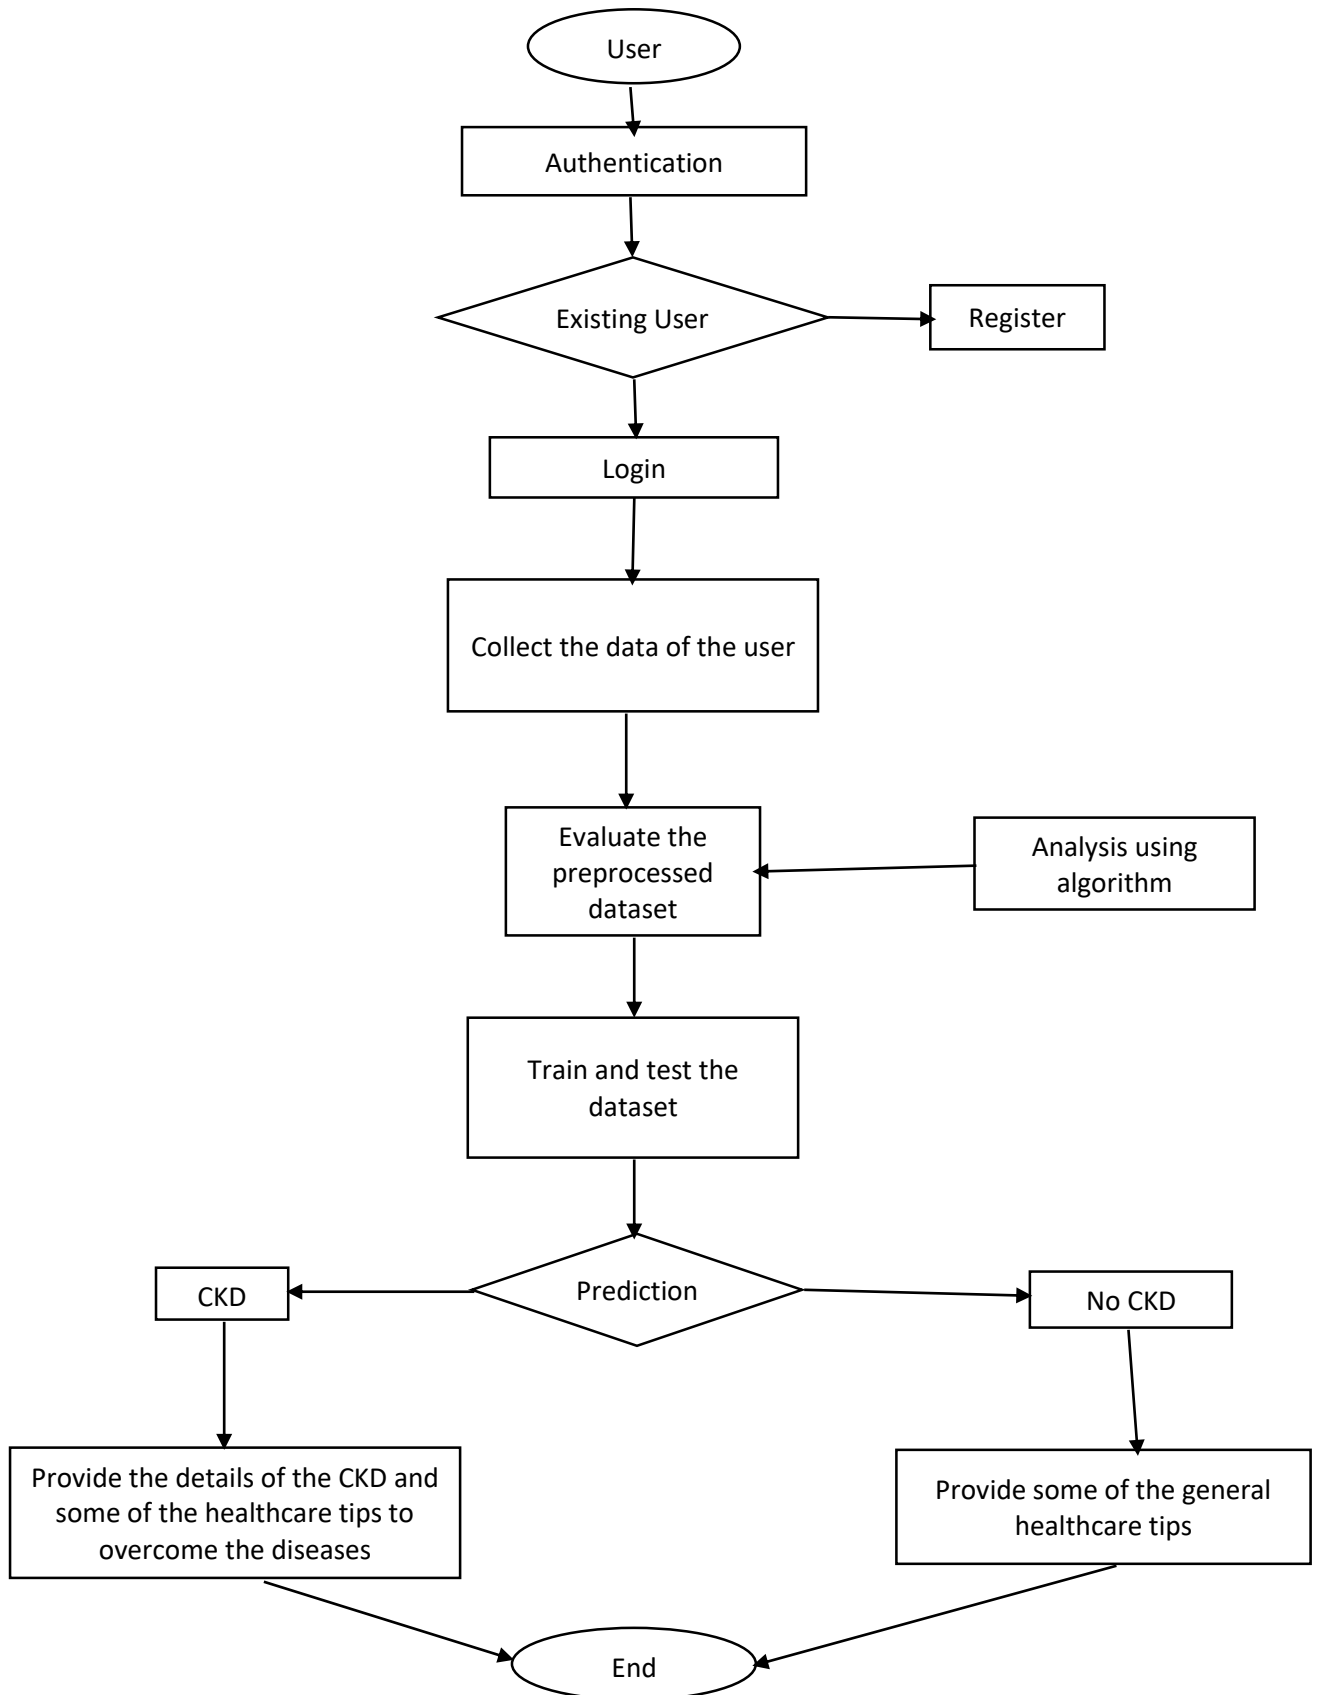 User
Authentication
Existing User
Register
Login
Collect the data of the user
Evaluate the
preprocessed
dataset
Analysis using
algorithm
Train and test the
dataset
CKD
Prediction
No CKD
Provide the details of the CKD and
some of the healthcare tips to
overcome the diseases
Provide some of the general
healthcare tips
End